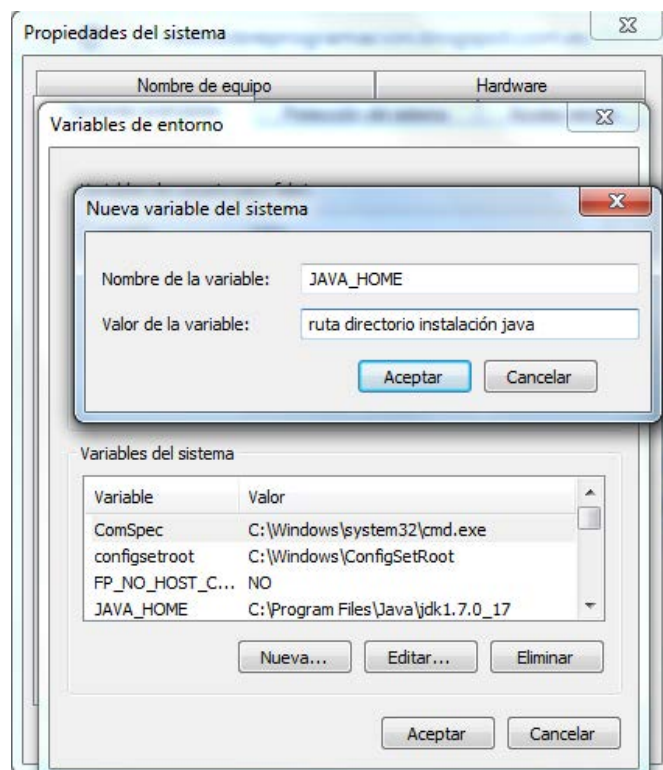 Propiedades del sistema
Nombre de equipo Hardware
Variables de entorno
Nueva variable del sistema
Nombre de la variable: JAVA_HOME
Valor de la variable: ruta directorio instalación java
Aceptar Cancelar
Variables del sistema
Variable Valor
ComSpec C:\Windows\system32\cmd.exe
configsetroot C:\Windows\ConfigSetRoot
FP_NO_HOST_C... NO
JAVA_HOME C:\Program Files\Java\jdk1.7.0_17
Nueva... Editar... Eliminar
Aceptar Cancelar